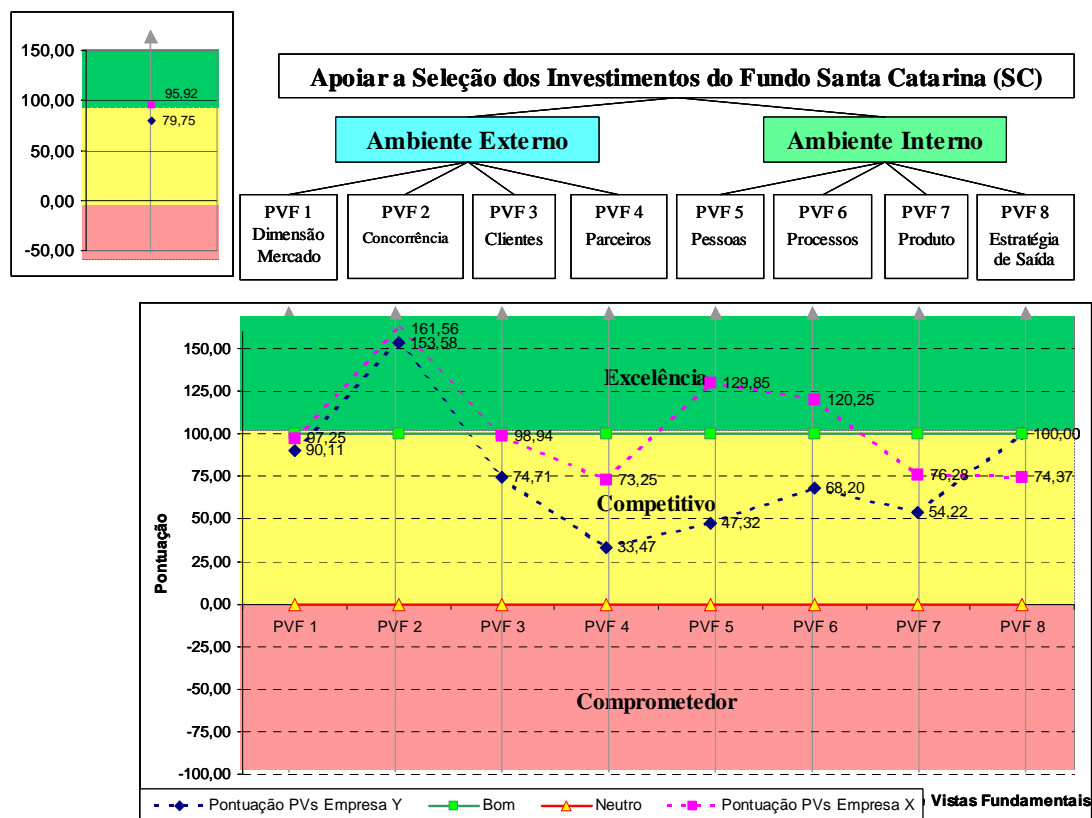 150,00
100,00
50,00
0,00
-50,00
95,92
79,75
Apoiar a Seleção dos Investimentos do Fundo Santa Catarina (SC)
Ambiente Externo
Ambiente Interno
PVF 1
Dimensão
Mercado
PVF 2
Concorrência
PVF 3
Clientes
PVF 4
Parceiros
PVF 5
Pessoas
PVF 6
Processos
PVF 7
Produto
PVF 8
Estratégia
de Saída
Pontuação
150,00
125,00
100,00
75,00
50,00
25,00
0,00
-25,00
-50,00
-75,00
-100,00
161,56
153,58
Excelência
129,85
120,25
97,25
90,11
98,94
100,00
74,71
73,25
76,28
74,37
Competitivo
68,20
47,32
54,22
33,47
PVF 1 PVF 2 PVF 3 PVF 4 PVF 5 PVF 6 PVF 7 PVF 8
Comprometedor
Pontuação PVs Empresa Y Bom Neutro Pontuação PVs Empresa X
Vistas Fundamentais